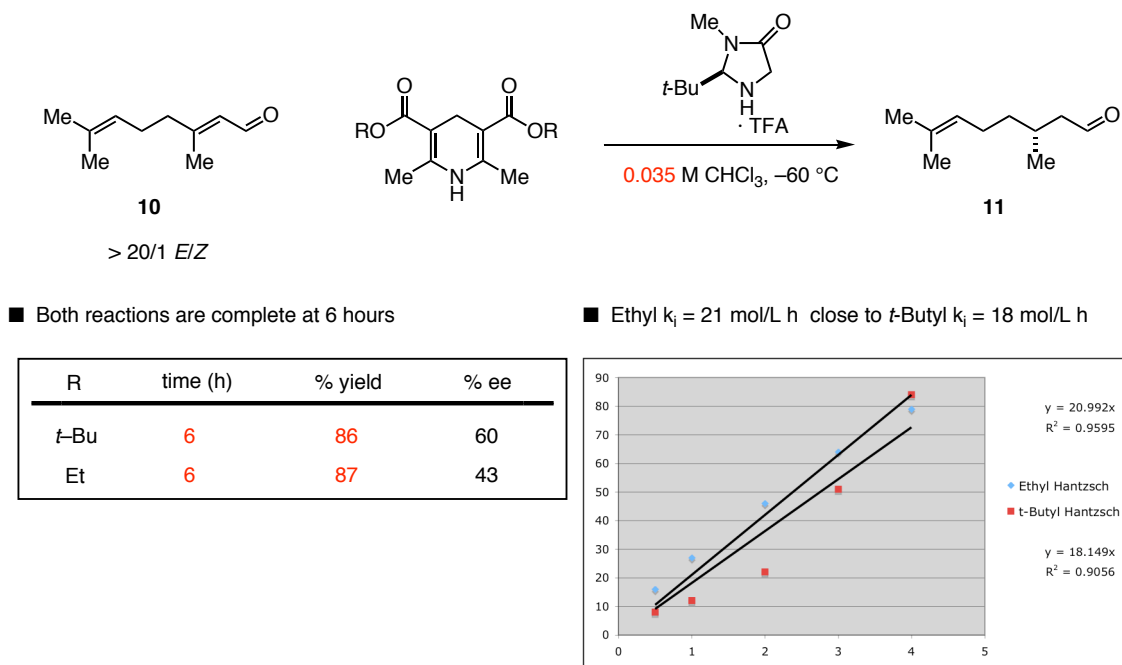 Me
N
O
t-Bu
N
H
· TFA
O
O
RO
OR
Me
Me
O
Me
Me
N
H
Me
Me
Me
O
Me
Me
0.035 M CHCl3, –60 °C
10
11
> 20/1 E/Z
■ Both reactions are complete at 6 hours
R time (h) % yield % ee
t–Bu 6 86 60
Et 6 87 43
■ Ethyl ki = 21 mol/L h close to t-Butyl ki = 18 mol/L h
90
80
70
60
50
40
30
20
10
0
0 1 2 3 4 5
y = 20.992x
R² = 0.9595
Ethyl Hantzsch
t-Butyl Hantzsch
y = 18.149x
R² = 0.9056